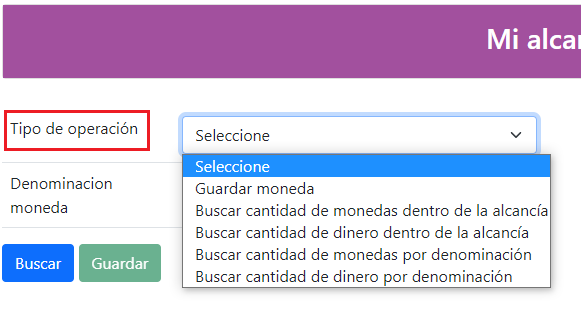 Mi alca
Tipo de operación
Seleccione
Seleccione
Guardar moneda
Buscar cantidad de monedas dentro de la alcancía
Buscar cantidad de dinero dentro de la alcancía
Buscar cantidad de monedas por denominación
Buscar cantidad de dinero por denominación
Denominacion
moneda
Buscar
Guardar